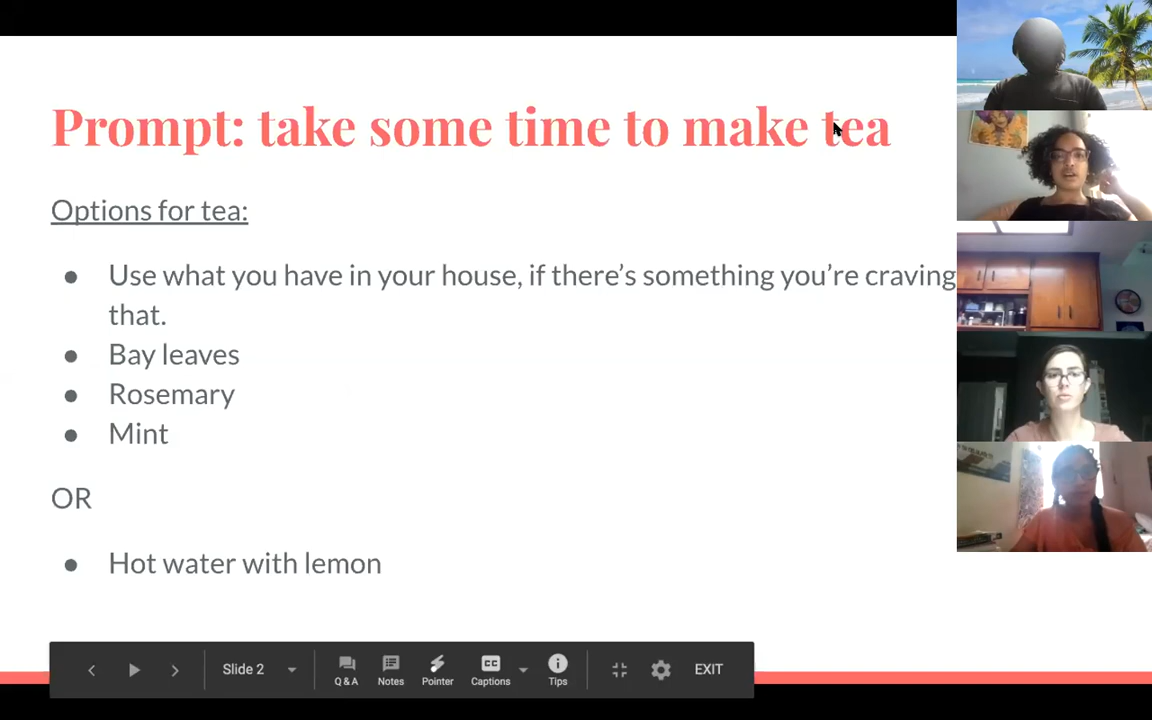 Prompt: take some time to make tea
Options for tea:
● Use what you have in your house, if there's something you're craving
that.
● Bay leaves
● Rosemary
● Mint
OR
● Hot water with lemon
Slide 2
Q & A
Notes
Pointer
CC
Captions
Tips
EXIT